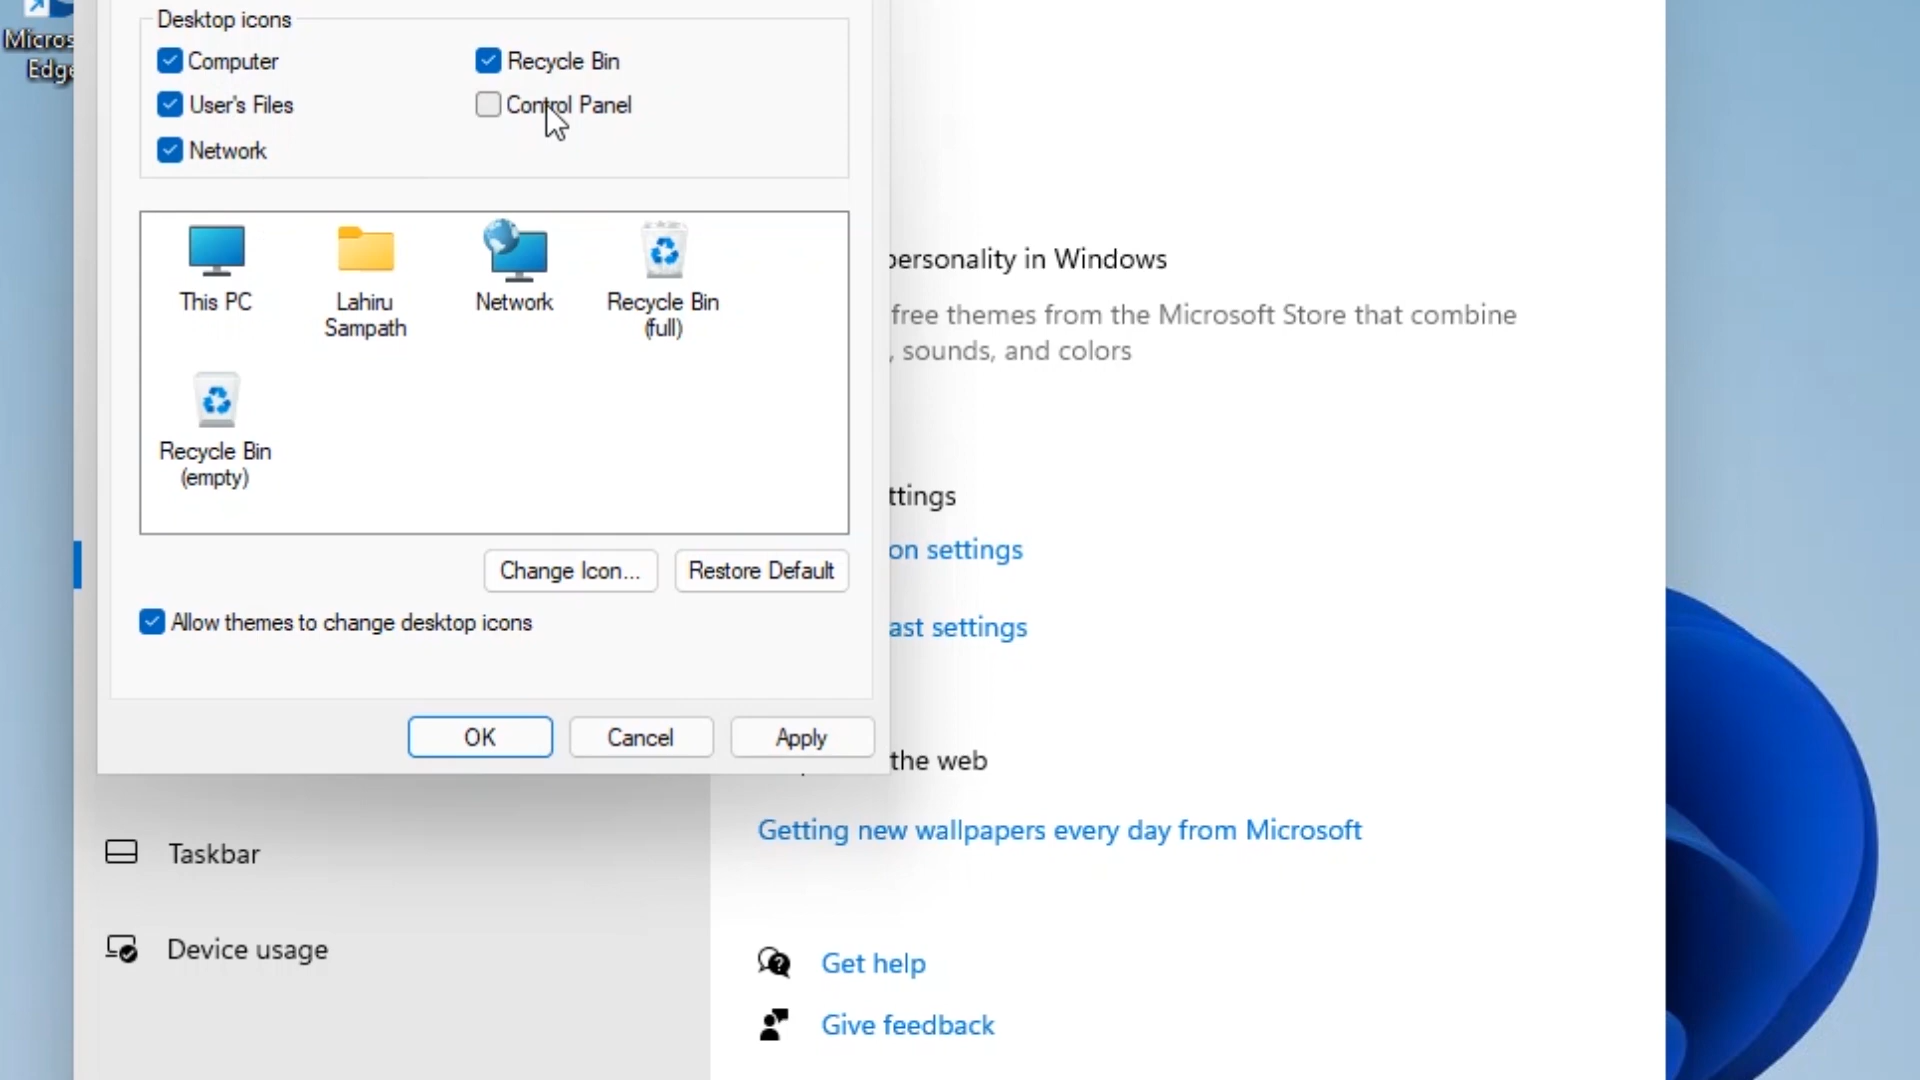 Edge
Desktop icons
Computer
Recycle Bin
User's Files
Control Panel
Network
This PC
Lahiru
Sampath
Network
Recycle Bin
(full)
Recycle Bin
(empty)
Change Icon...
Restore Default
Allow themes to change desktop icons
OK
Cancel
Apply
Taskbar
Device usage
personality in Windows
free themes from the Microsoft Store that combine
, sounds, and colors
ttings
on settings
ast settings
the web
Getting new wallpapers every day from Microsoft
Get help
Give feedback